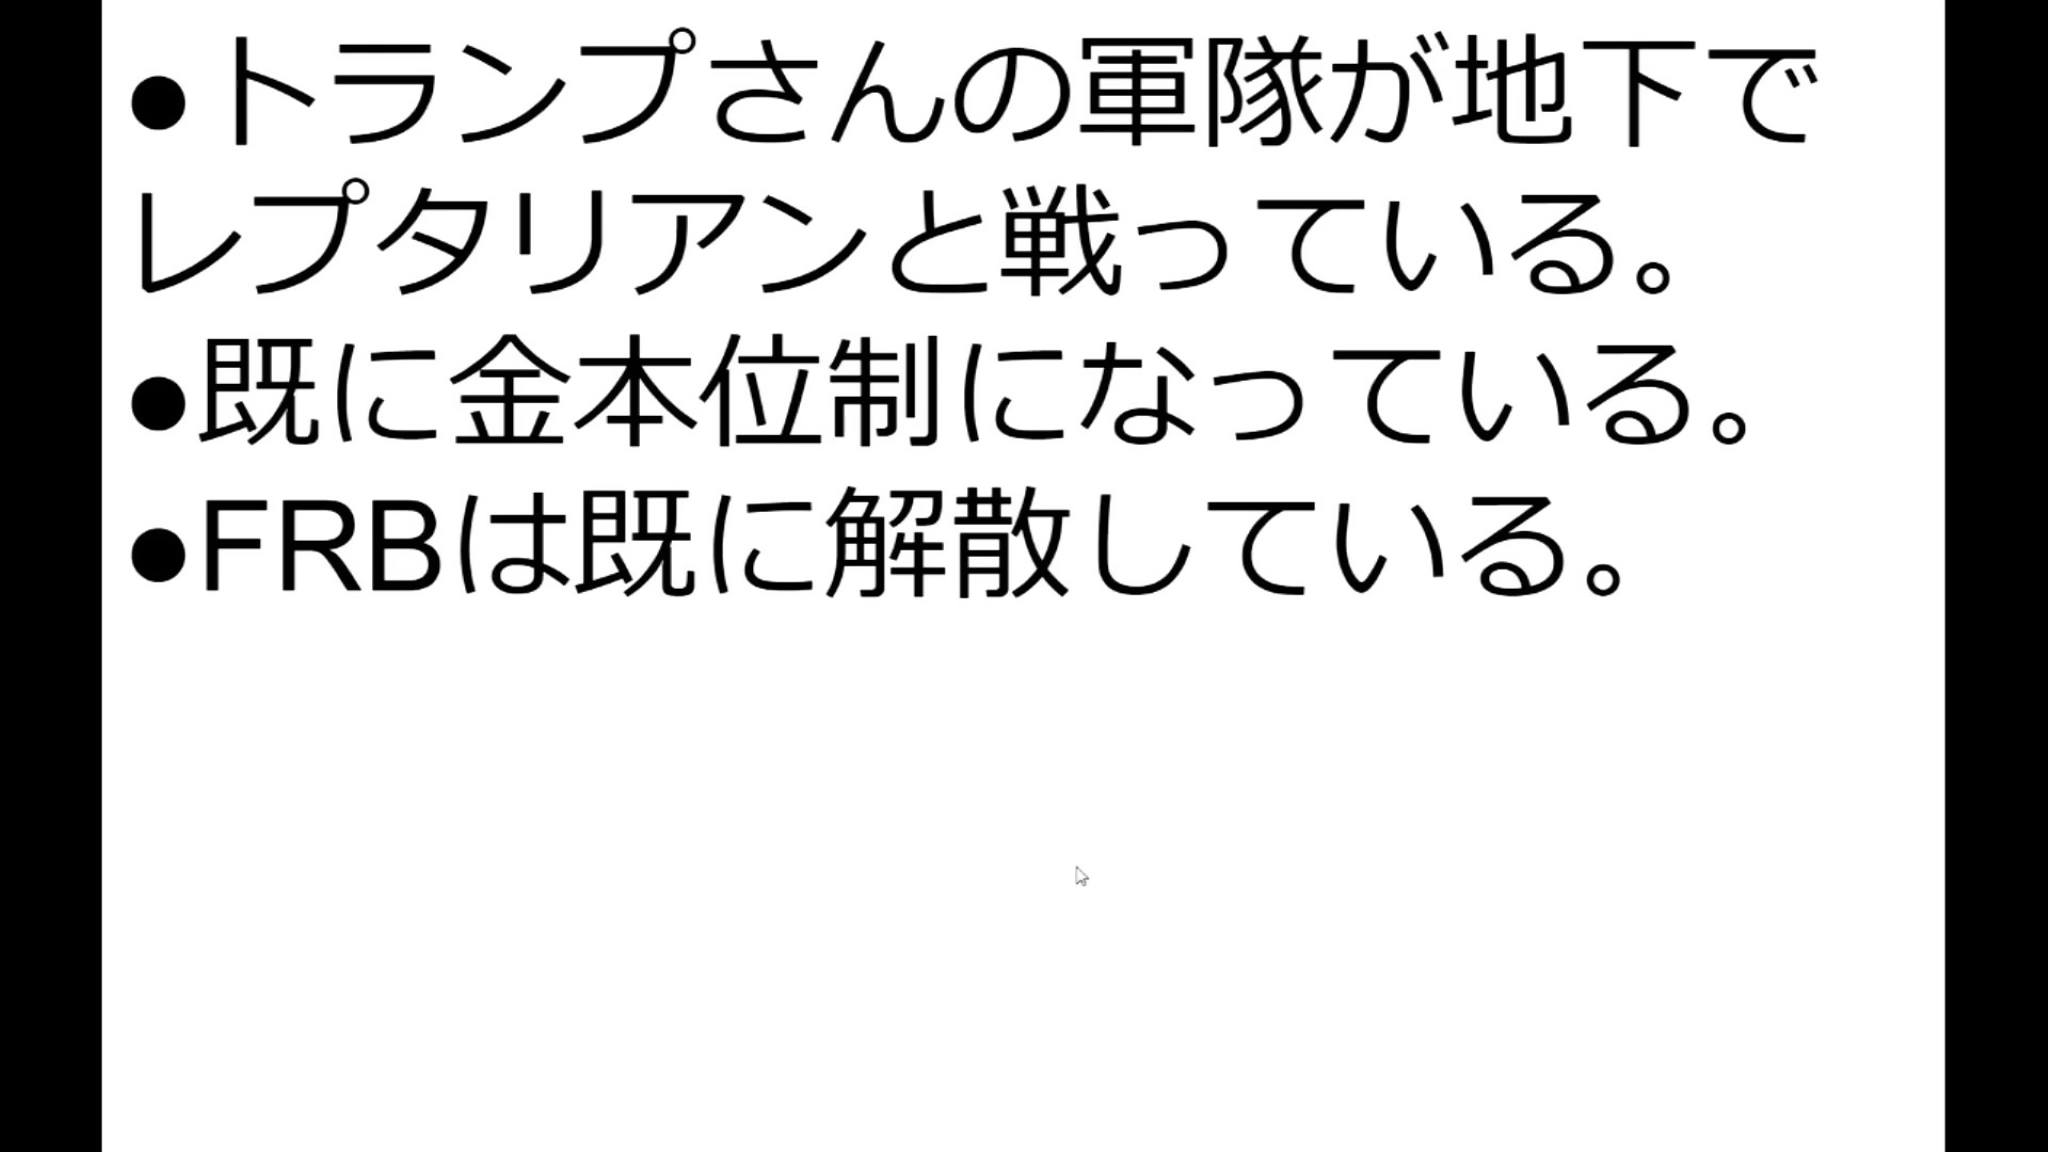 ●トランプさんの軍隊が地下で
レプタリアンと戦っている。
●既に金本位制になっている。
●FRBは既に解散している。